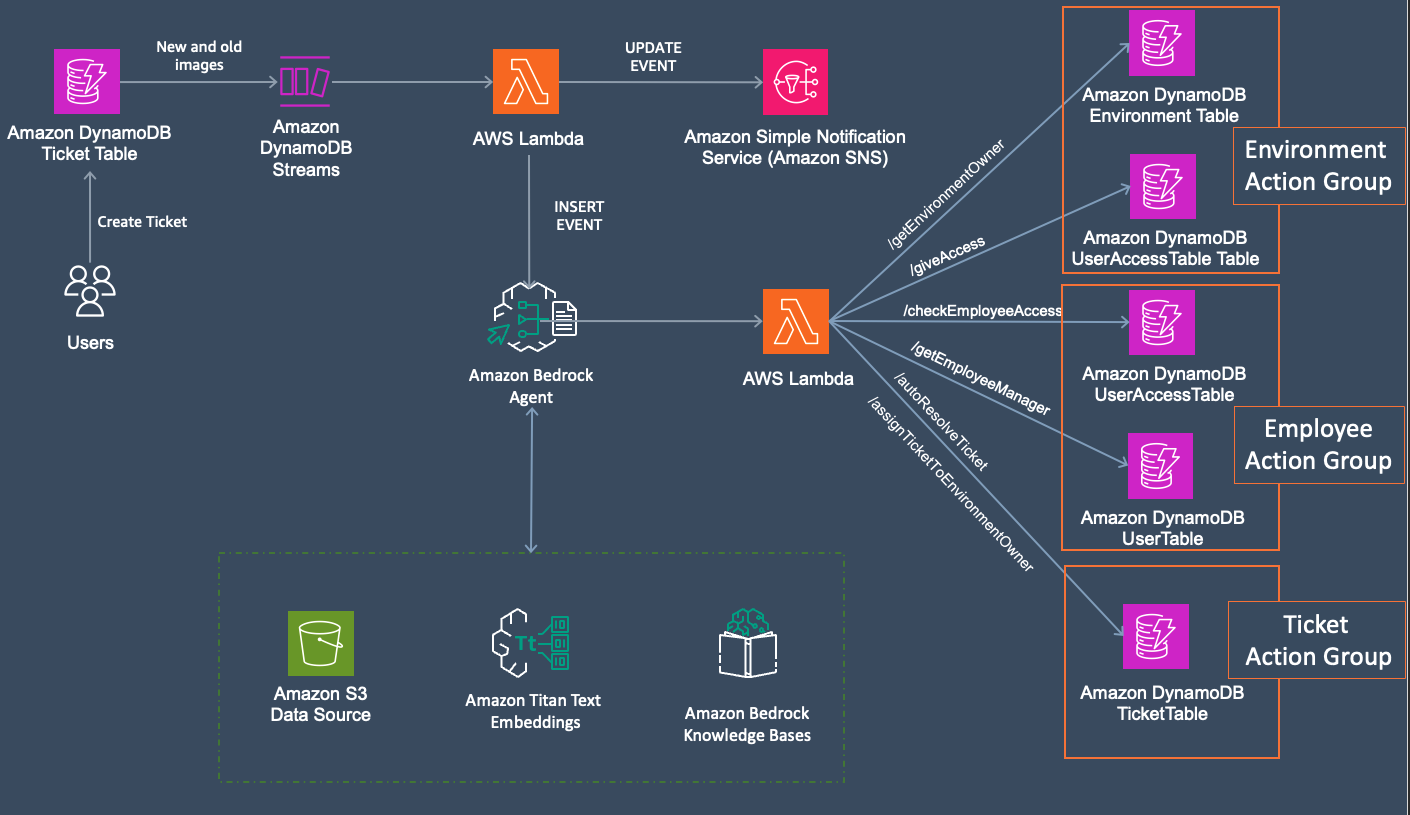 New and old
images
Amazon DynamoDB
Ticket Table
Amazon
DynamoDB
Streams
AWS Lambda
UPDATE
EVENT
Amazon Simple Notification
Service (Amazon SNS)
Create Ticket
Users
INSERT
EVENT
Amazon Bedrock
Agent
AWS Lambda
/getEnvironmentOwner
/giveAccess
/checkEmployeeAccess
/getEmployeeManager
/autoResolveTicket
/assignTicketToEnvironmentOwner
Amazon DynamoDB
Environment Table
Environment
Action Group
Amazon DynamoDB
UserAccessTable Table
Amazon DynamoDB
UserAccessTable
Employee
Action Group
Amazon DynamoDB
UserTable
Ticket
Action Group
Amazon DynamoDB
TicketTable
Amazon S3
Data Source
Tt
Amazon Titan Text
Embeddings
Amazon Bedrock
Knowledge Bases